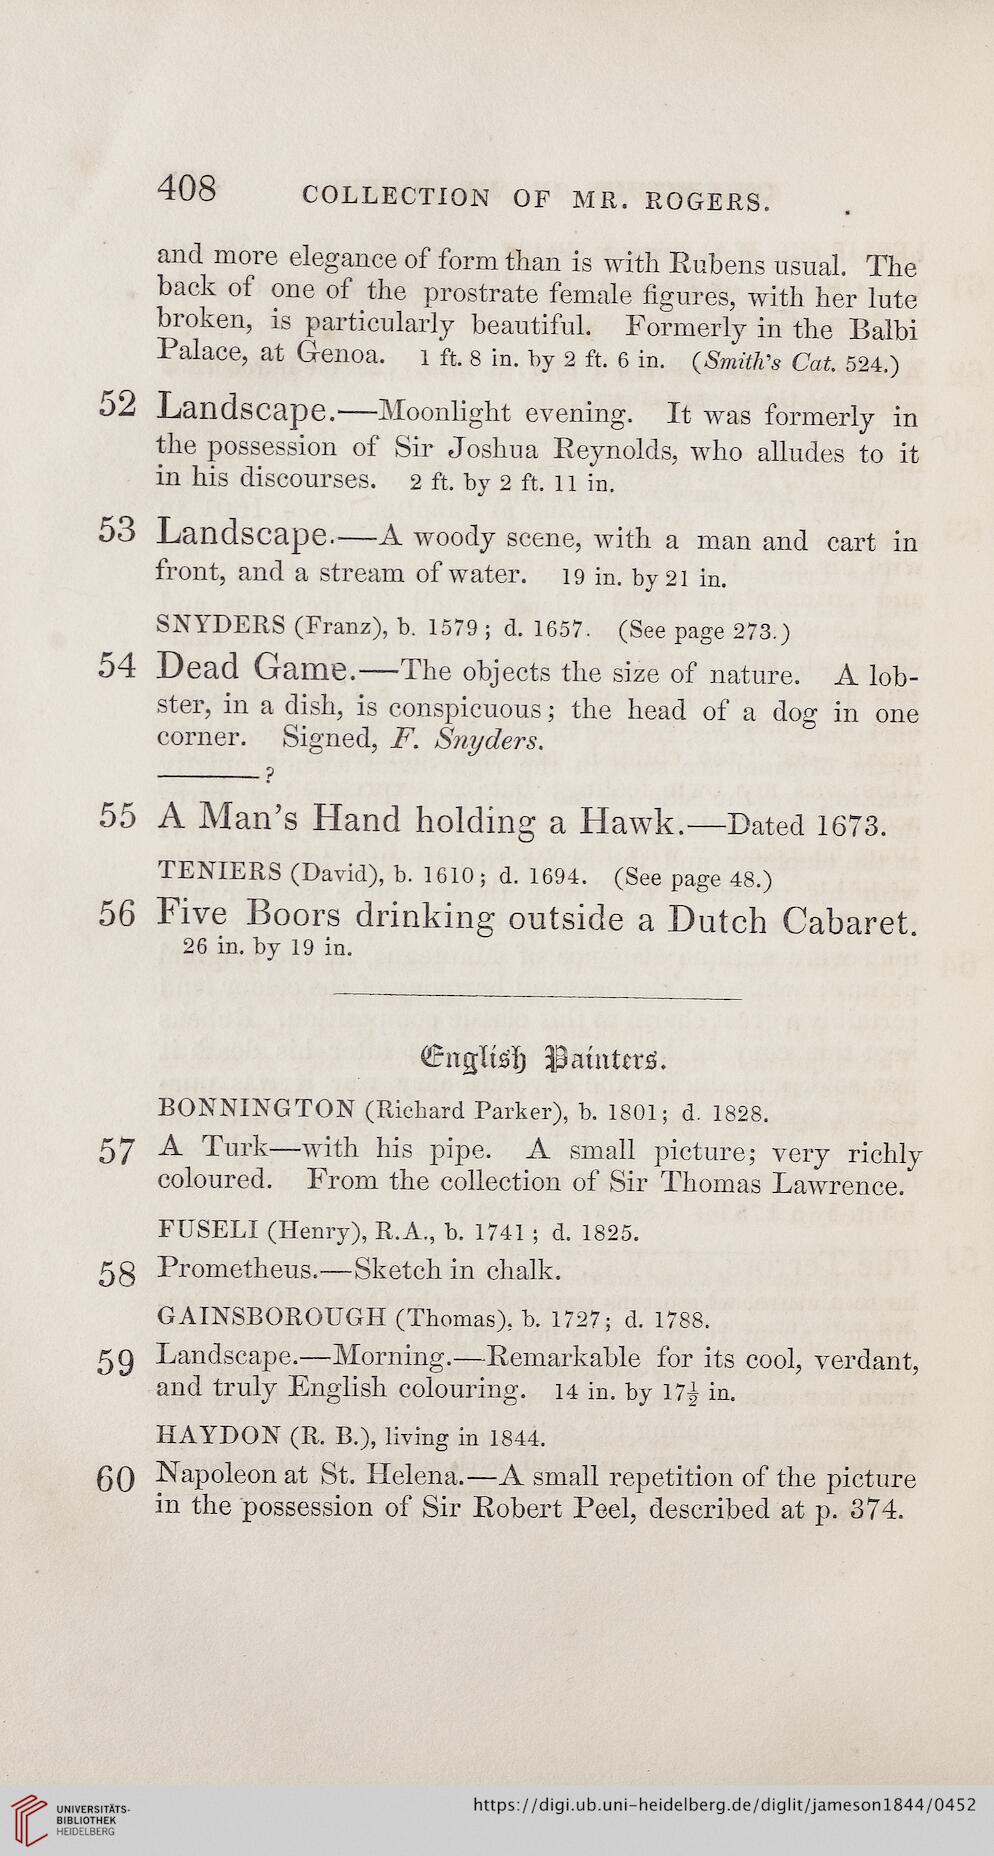 408 COLLECTION OF MR. ROGERS.
and more elegance of form than is with Rubens usual. The
back of one of the prostrate female figures, with her lute
broken, is particularly beautiful. Formerly in the Balbi
Palace, at Genoa. 1 ft. 8 in. by 2 ft. 6 in. (Smith's Cat. 524.)
52 Landscape.—Moonlight evening. It was formerly in
the possession of Sir Joshua Reynolds, who alludes to it
in his discourses. 2 ft. by 2 ft. 11 in.
53 Landscape.—A woody scene, with a man and cart in
front, and a stream of water. 19 in. by 21 in.
SNYDERS (Franz), b. 1579; d. 1657. (See page 273.)
54 Dead Game.—The objects the size of nature. A lob-
ster, in a dish, is conspicuous; the head of a dog in one
corner. Signed, F. Snyders.
———?
55 A Man's Hand holding a Hawk.—Dated 1673.
TENIERS (David), b. 1610; d. 1694. (See page 48.)
56 Five Boors drinking outside a Dutch Cabaret.
26 in. by 19 in.
English Painters.
BONNINGTON (Richard Parker), b. 1801; d. 1828.
57 A Turk—with his pipe. A small picture; very richly
coloured. From the collection of Sir Thomas Lawrence.
FUSELI (Henry), R.A., b. 1741; d. 1825.
58 Prometheus.—Sketch in chalk.
GAINSBOROUGH (Thomas), b. 1727; d. 1788.
59 Landscape.—Morning.—Remarkable for its cool, verdant,
and truly English colouring. 14 in. by 17½ in.
HAYDON (R. B.), living in 1844.
60 Napoleon at St. Helena.—A small repetition of the picture
in the possession of Sir Robert Peel, described at p. 374.
UNIVERSITÄTS-
BIBLIOTHEK
HEIDELBERG
https://digi.ub.uni-heidelberg.de/diglit/jameson1844/0452